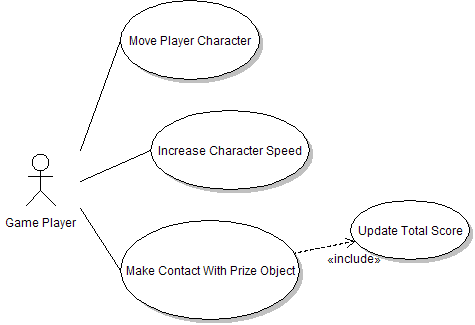 Move Player Character
Increase Character Speed
Game Player
Update Total Score
«include»
Make Contact With Prize Object